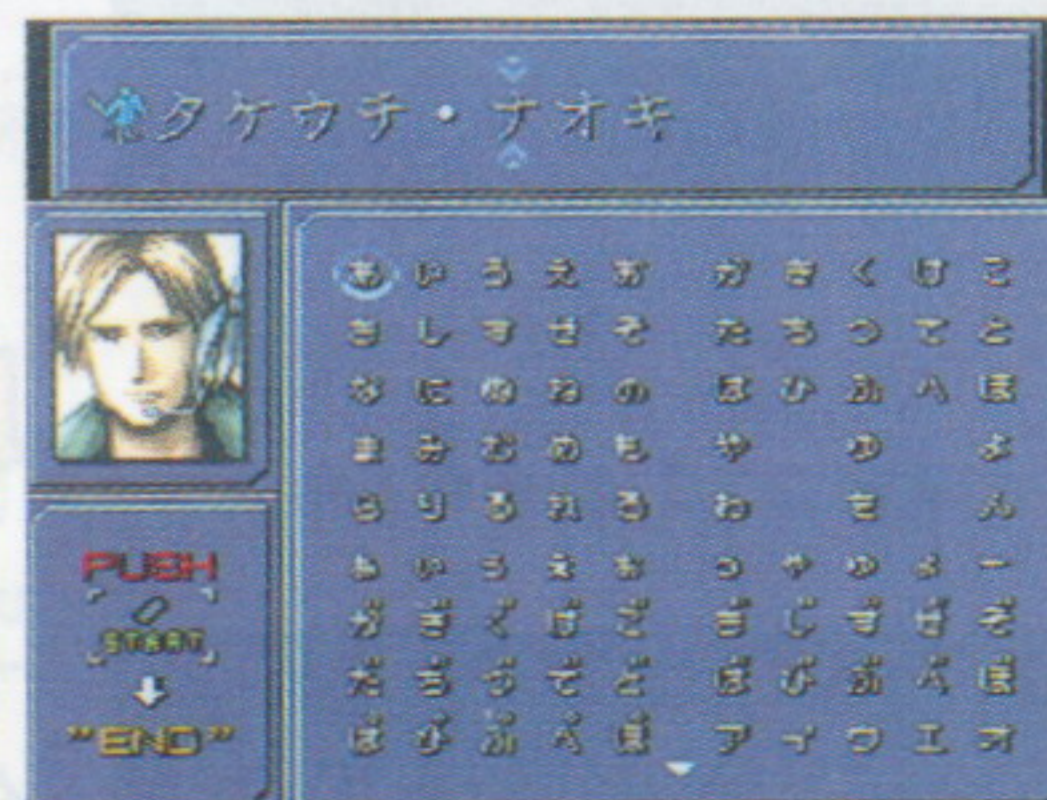 タケウチ・ナオキ
あいうえお かきくけこ
さしすせそ たちつてと
なにぬねの はひふへほ
まみむめも や ゆ よ
らりるれろ わ を ん
ぁぃぅぇぉ っゃゅょー
がぎぐげご ざじずぜぞ
だぢづでど ばびぶべぼ
ぱぴぷぺぽ アイウエオ
PUSH
START
"END"